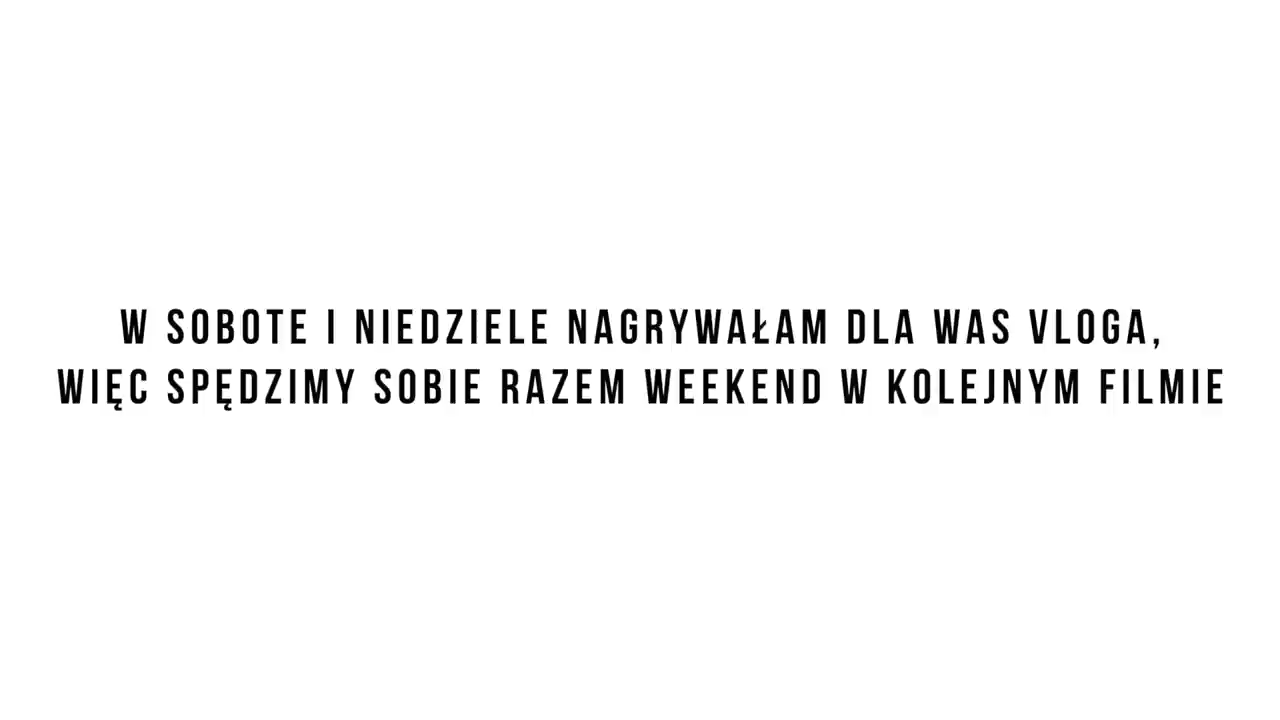 W SOBOTE I NIEDZIELE NAGRYWAŁAM DLA WAS VLOGA,
WIĘC SPĘDZIMY SOBIE RAZEM WEEKEND W KOLEJNYM FILMIE